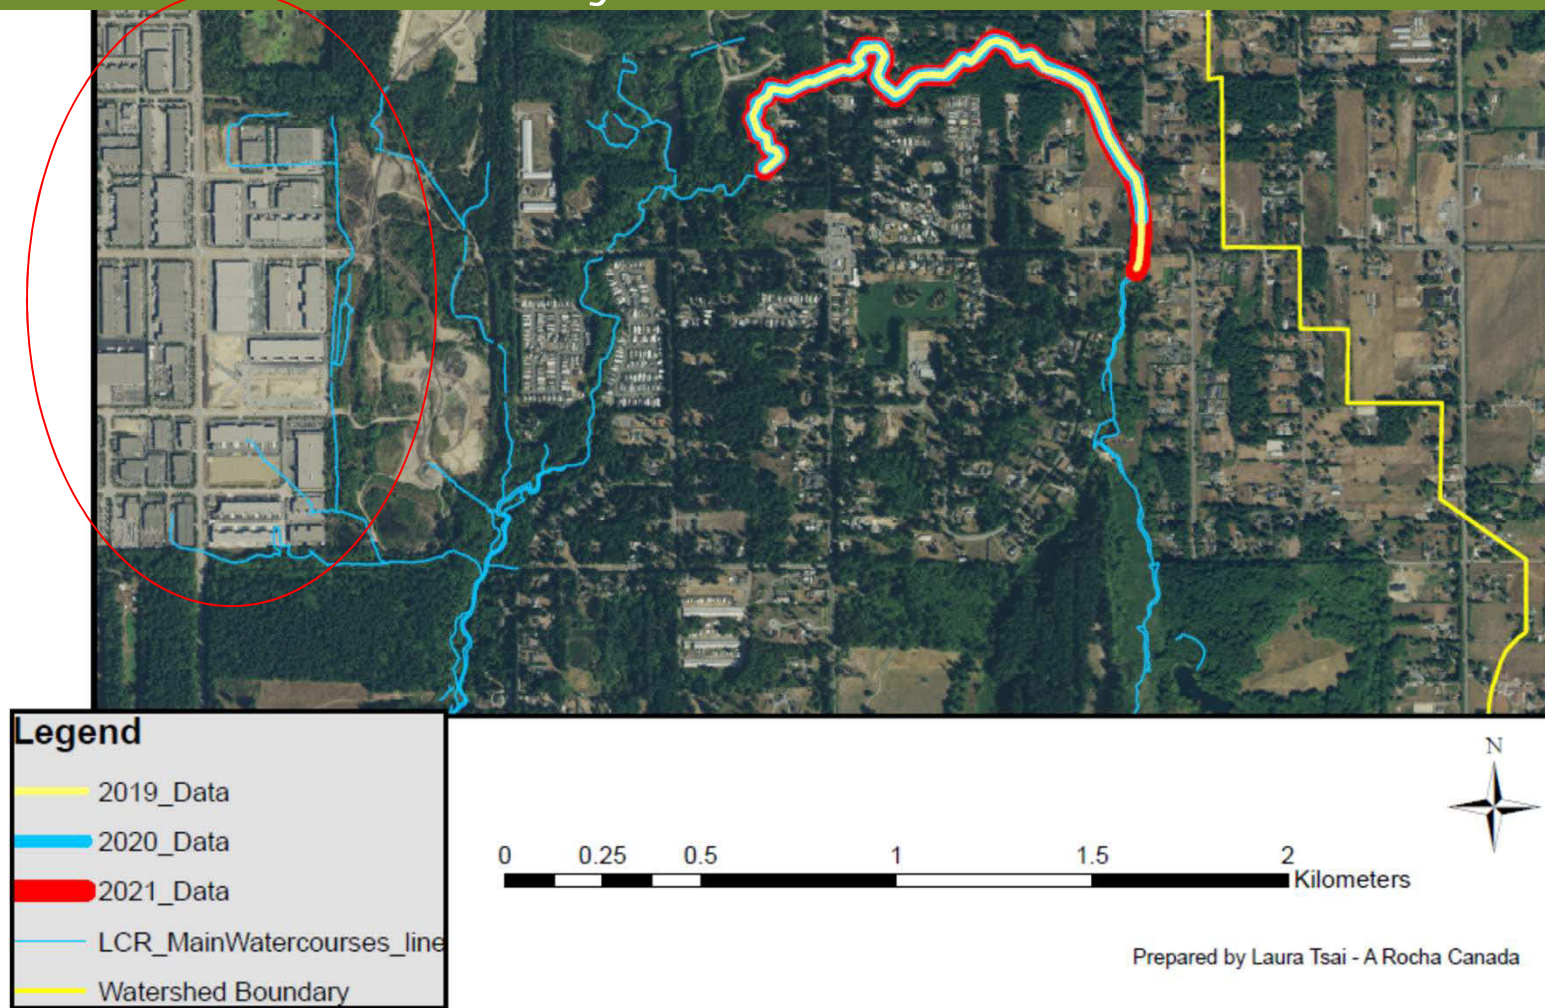 Legend
2019_Data
2020_Data
2021_Data
LCR_MainWatercourses_line
Watershed Boundary
0 0.25 0.5 1 1.5 2
Kilometers
N
Prepared by Laura Tsai - A Rocha Canada